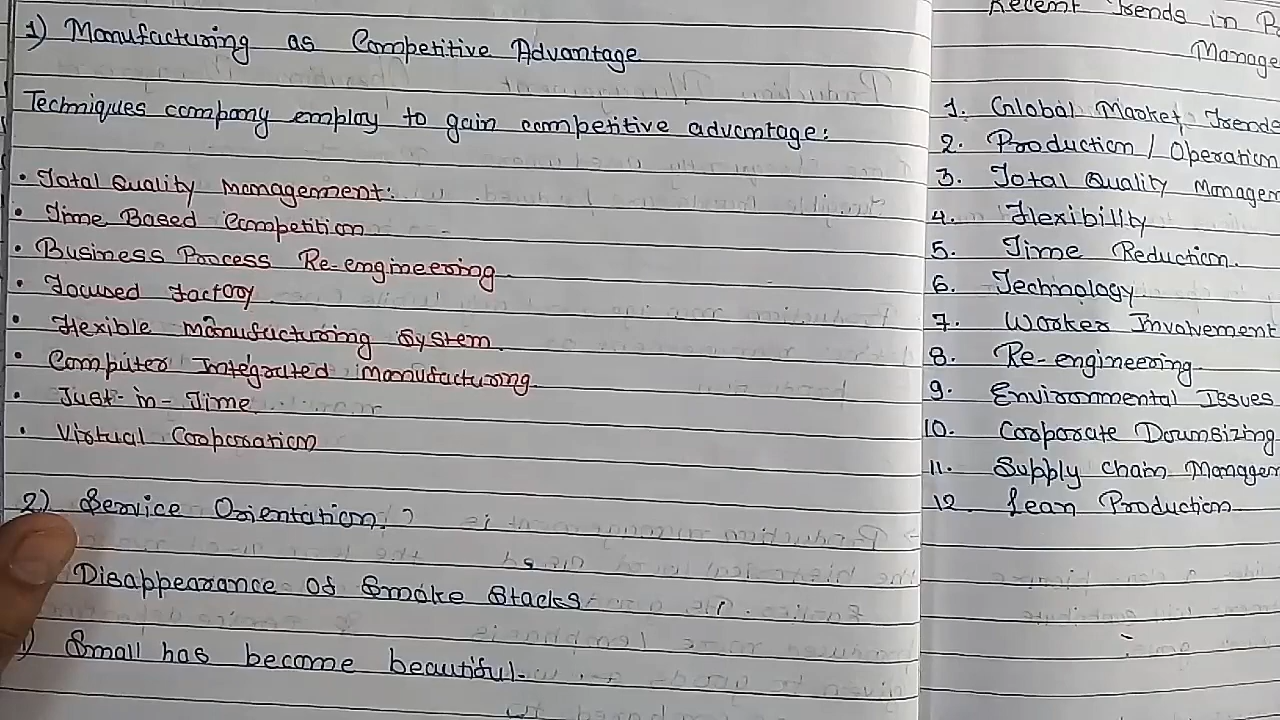 1) Manufacturing as Competitive Advantage
Techniques company employ to gain competitive advantage:
• Total Quality Management:
• Time Based Competition
• Business Process Re-engineering
• Focused Factory
• Flexible Manufacturing System
• Computer Integrated Manufacturing
• Just-in-Time
• Virtual Corporation
2) Service Orientation:
Disappearance of Smoke Stacks
) Small has become beautiful.
Recent Trends in
Manage
1. Global Market Trends
2. Production / Operation
3. Total Quality Manager
4. Flexibility
5. Time Reduction.
6. Technology
7. Worker Involvement
8. Re-engineering
9. Environmental Issues
10. Corporate Downsizing
11. Supply Chain Manager
12. Lean Production